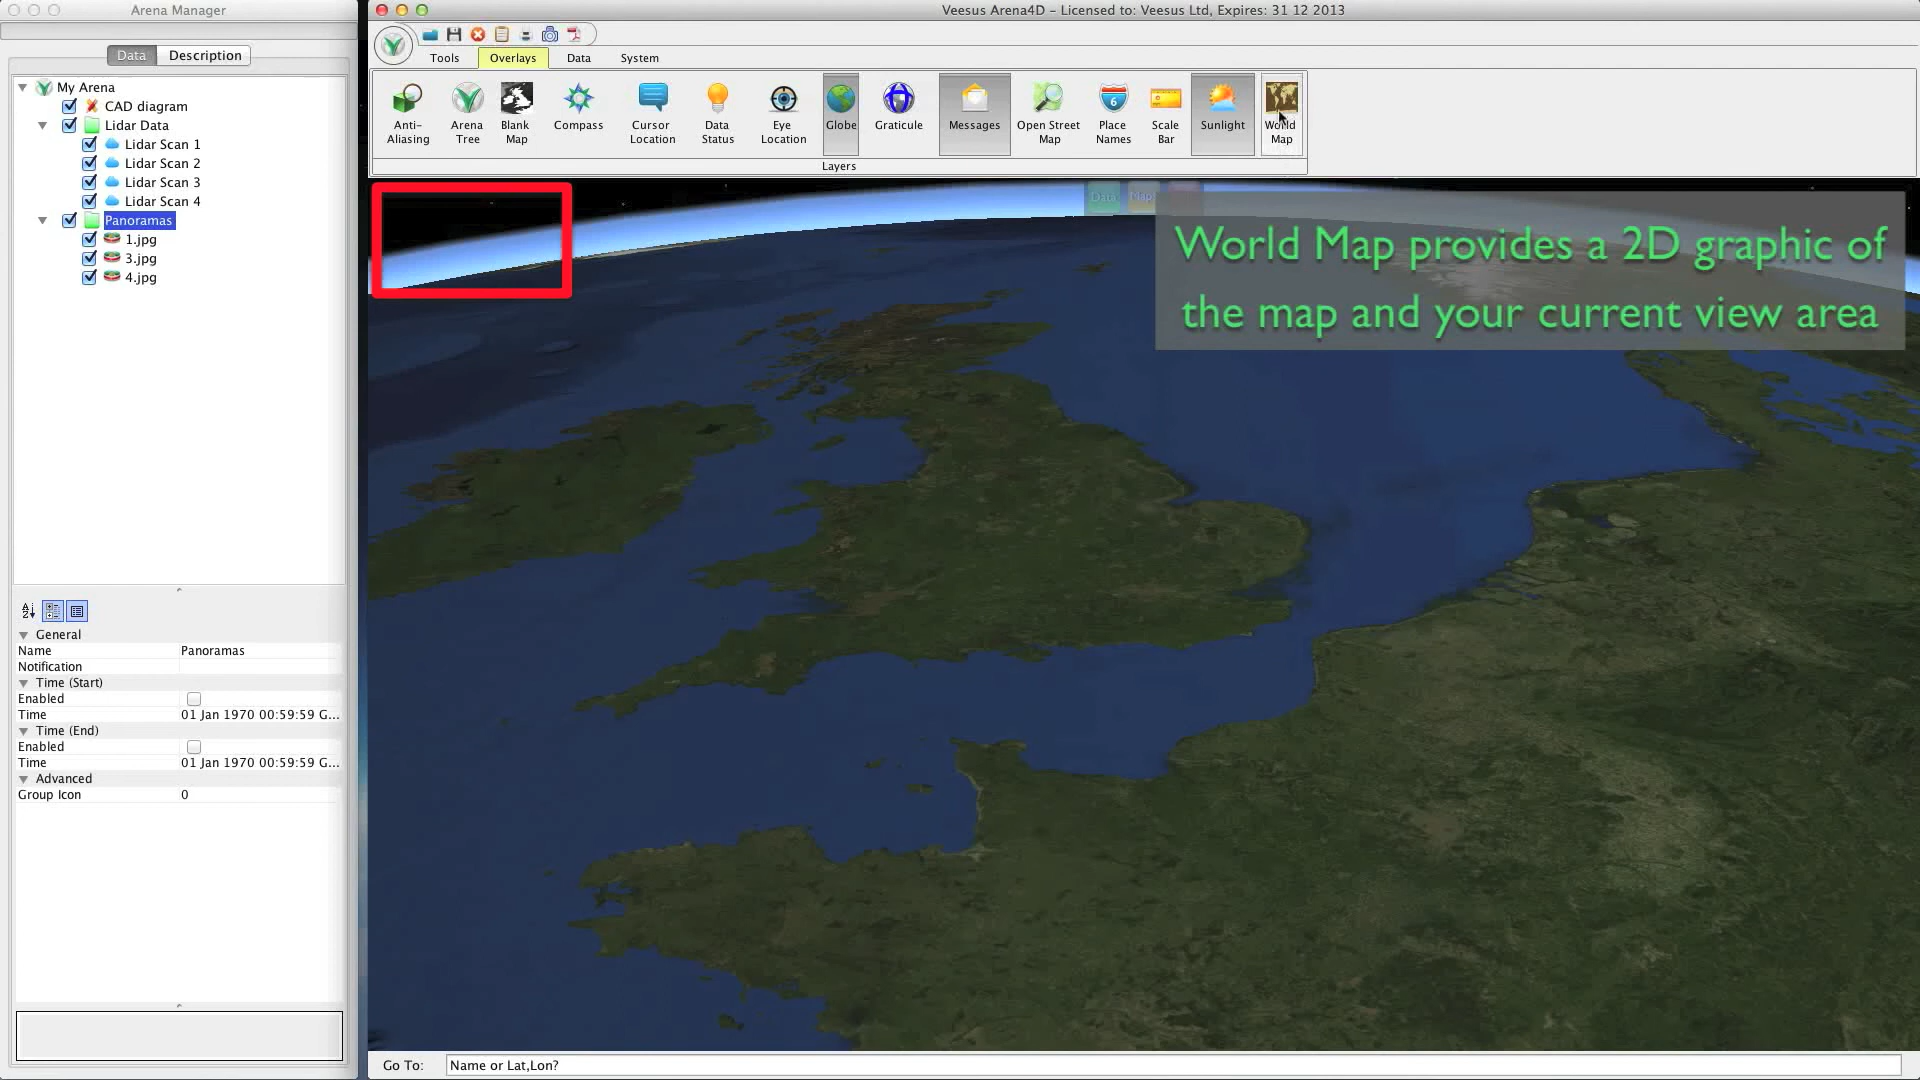 Arena Manager
Data
Description
My Arena
CAD diagram
Lidar Data
Lidar Scan 1
Lidar Scan 2
Lidar Scan 3
Lidar Scan 4
Panoramas
1.jpg
3.jpg
4.jpg
General
Name Panoramas
Notification
Time (Start)
Enabled
Time 01 Jan 1970 00:59:59 G...
Time (End)
Enabled
Time 01 Jan 1970 00:59:59 G...
Advanced
Group Icon 0
Veesus Arena4D - Licensed to: Veesus Ltd, Expires: 31 12 2013
Tools Overlays Data System
Anti-
Aliasing
Arena
Tree
Blank
Map
Compass
Cursor
Location
Data
Status
Eye
Location
Globe
Graticule
Messages
Open Street
Map
Place
Names
Scale
Bar
Sunlight
World
Map
Layers
Data Map
World Map provides a 2D graphic of
the map and your current view area
Go To: Name or Lat,Lon?